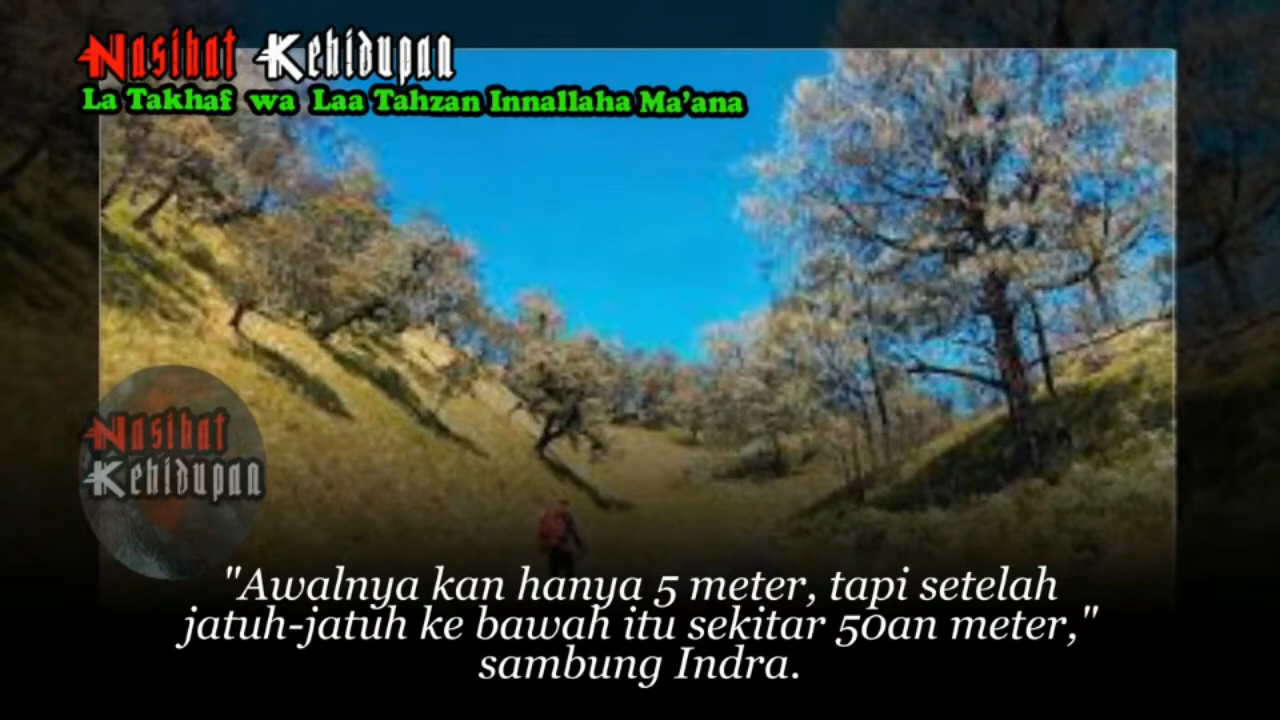 Nasihat Kehidupan
La Takhaf wa Laa Tahzan Innallaha Ma'ana
Nasihat
Kehidupan
"Awalnya kan hanya 5 meter, tapi setelah
jatuh-jatuh ke bawah itu sekitar 50an meter,"
sambung Indra.